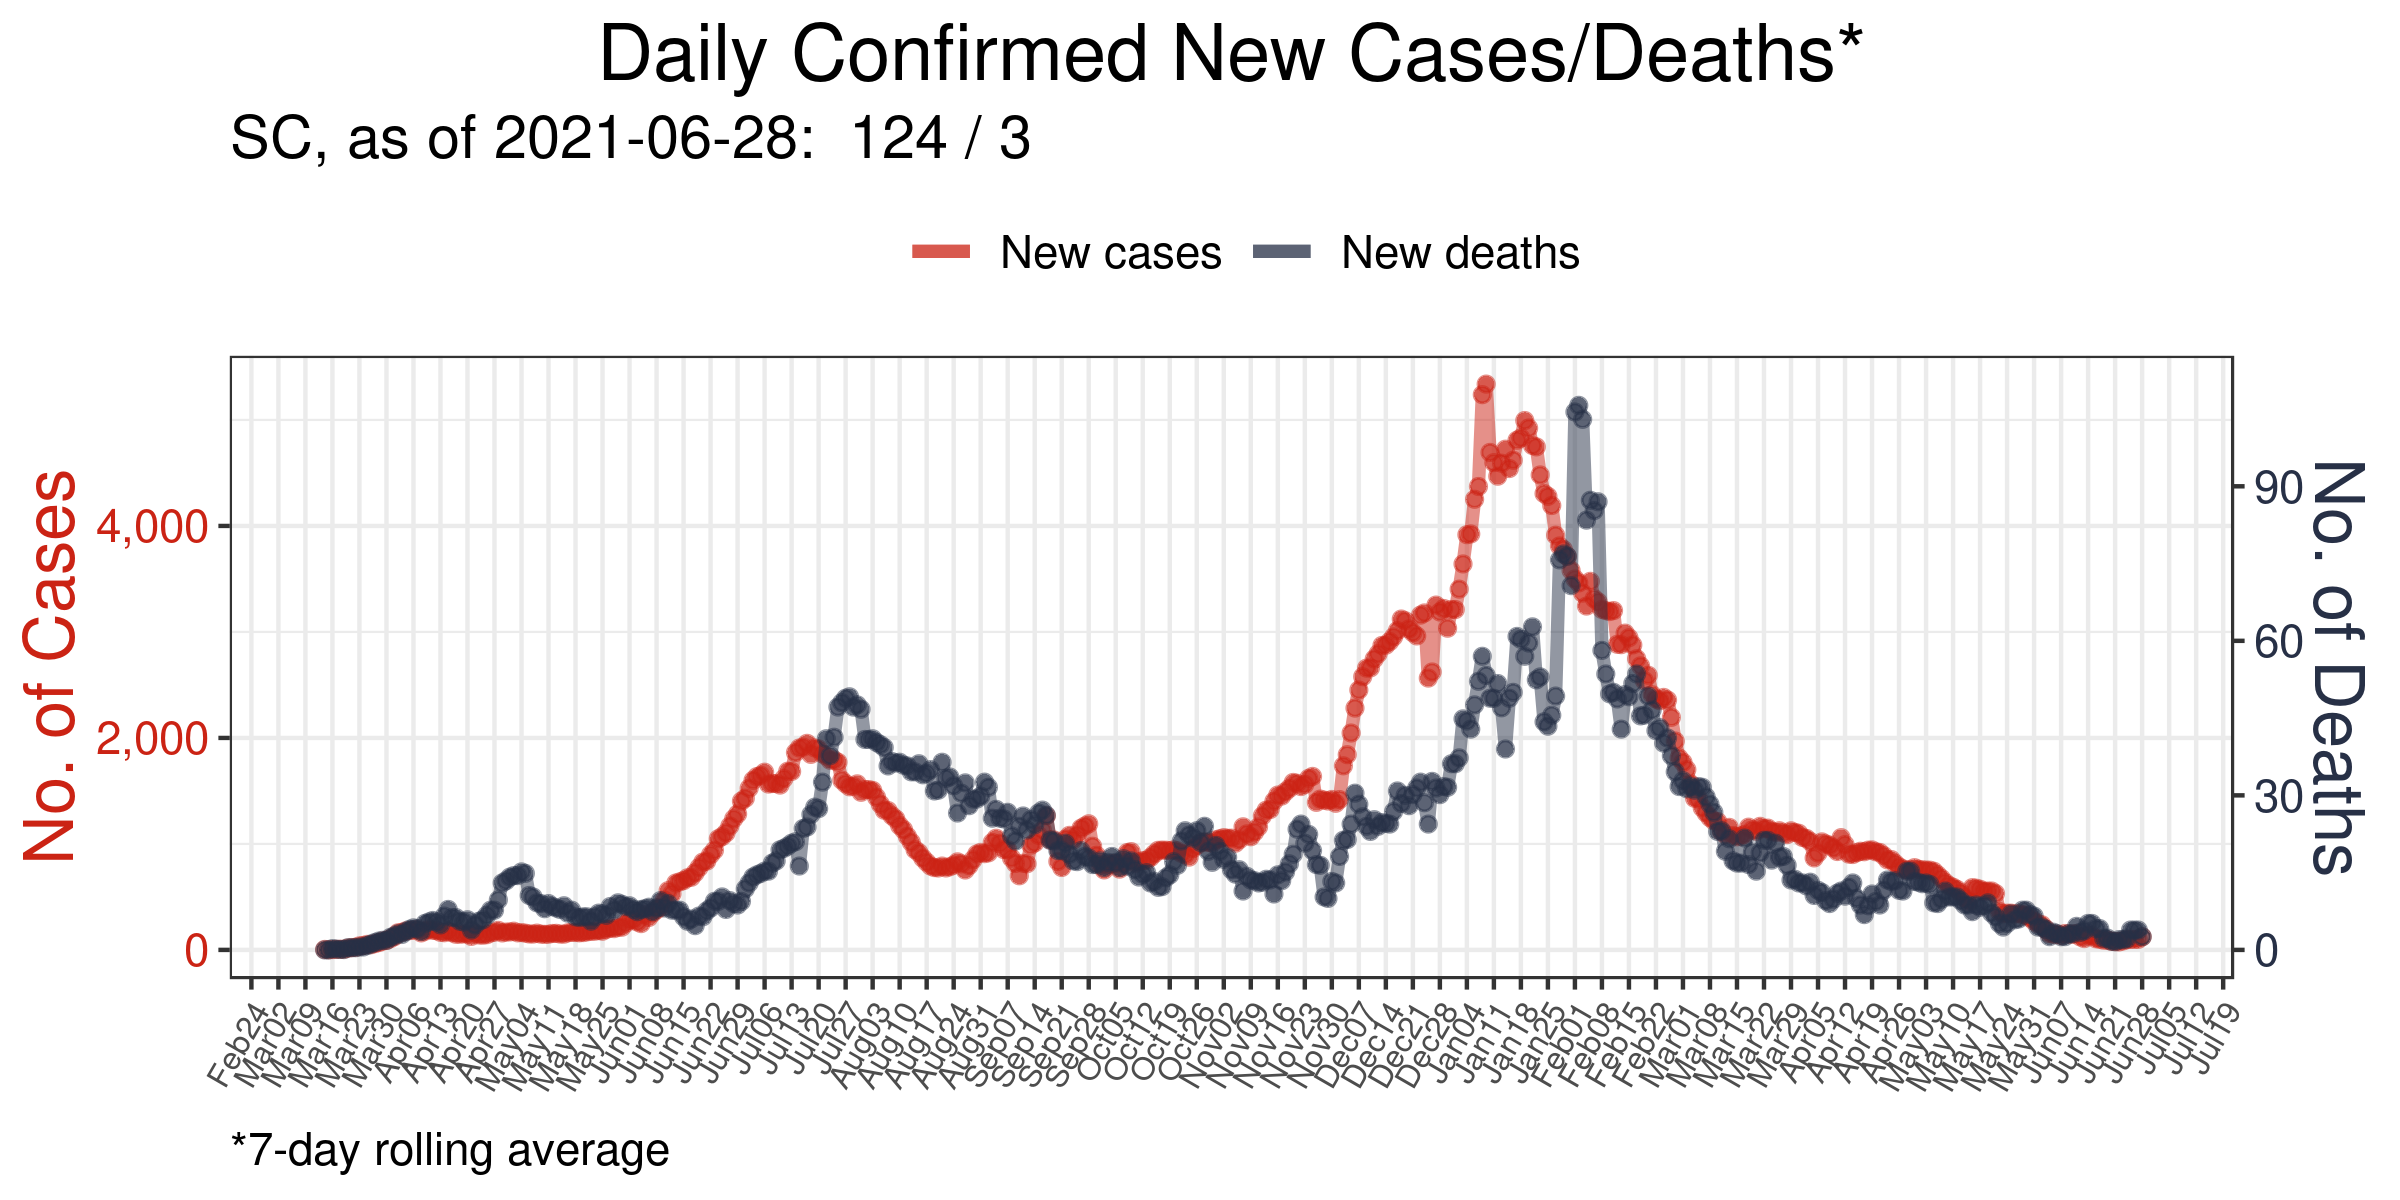 Daily Confirmed New Cases/Deaths*
SC, as of 2021-06-28:  124 / 3
New cases
New deaths
No. of Cases
4,000
2,000
0
90
60
30
0
No. of Deaths
Feb24
Mar02
Mar09
Mar16
Mar23
Mar30
Apr06
Apr13
Apr20
Apr27
May04
May11
May18
May25
Jun01
Jun08
Jun15
Jun22
Jun29
Jul06
Jul13
Jul20
Jul27
Aug03
Aug10
Aug17
Aug24
Aug31
Sep07
Sep14
Sep21
Sep28
Oct05
Oct12
Oct19
Oct26
Nov02
Nov09
Nov16
Nov23
Nov30
Dec07
Dec14
Dec21
Dec28
Jan04
Jan11
Jan18
Jan25
Feb01
Feb08
Feb15
Feb22
Mar01
Mar08
Mar15
Mar22
Mar29
Apr05
Apr12
Apr19
Apr26
May03
May10
May17
May24
May31
Jun07
Jun14
Jun21
Jun28
Jul05
Jul12
Jul19
*7-day rolling average